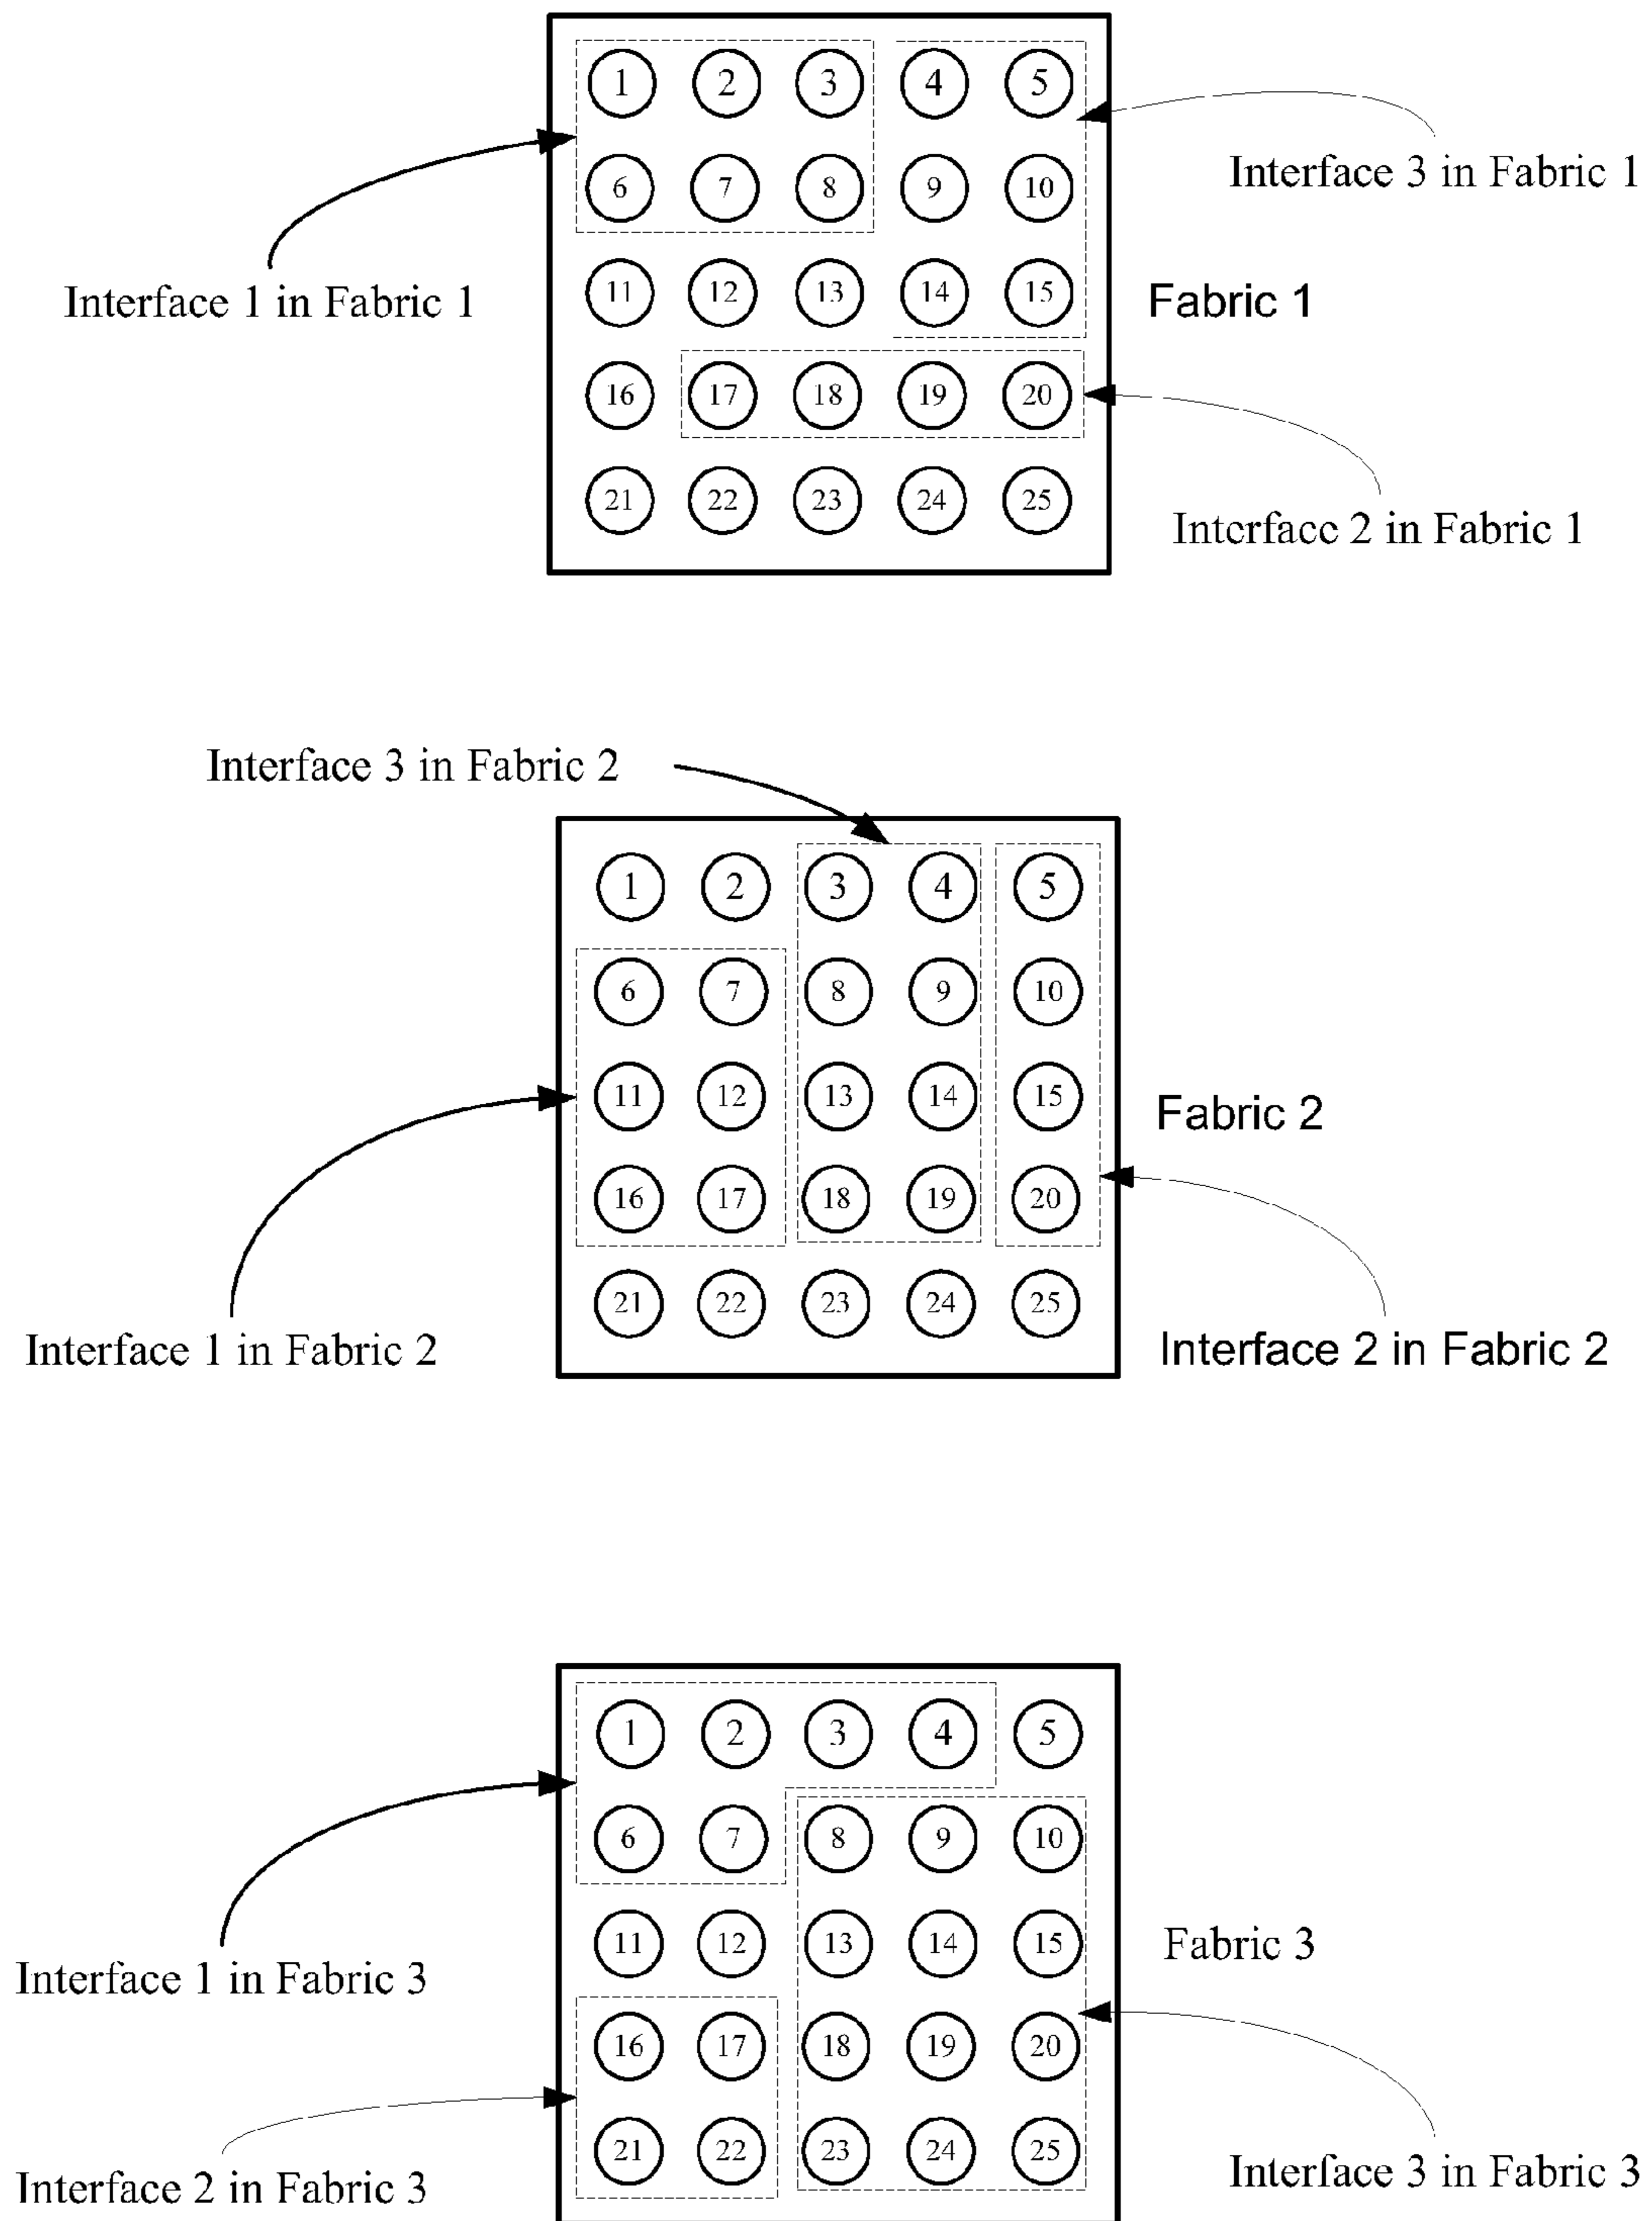 1 2 3 4 5
Interface 3 in Fabric 1
6 7 8 9 10
Interface 1 in Fabric 1
11 12 13 14 15
Fabric 1
16 17 18 19 20
21 22 23 24 25
Interface 2 in Fabric 1
Interface 3 in Fabric 2
1 2 3 4 5
6 7 8 9 10
11 12 13 14 15
Fabric 2
16 17 18 19 20
21 22 23 24 25
Interface 1 in Fabric 2
Interface 2 in Fabric 2
1 2 3 4 5
6 7 8 9 10
11 12 13 14 15
Fabric 3
Interface 1 in Fabric 3
16 17 18 19 20
21 22 23 24 25
Interface 2 in Fabric 3
Interface 3 in Fabric 3